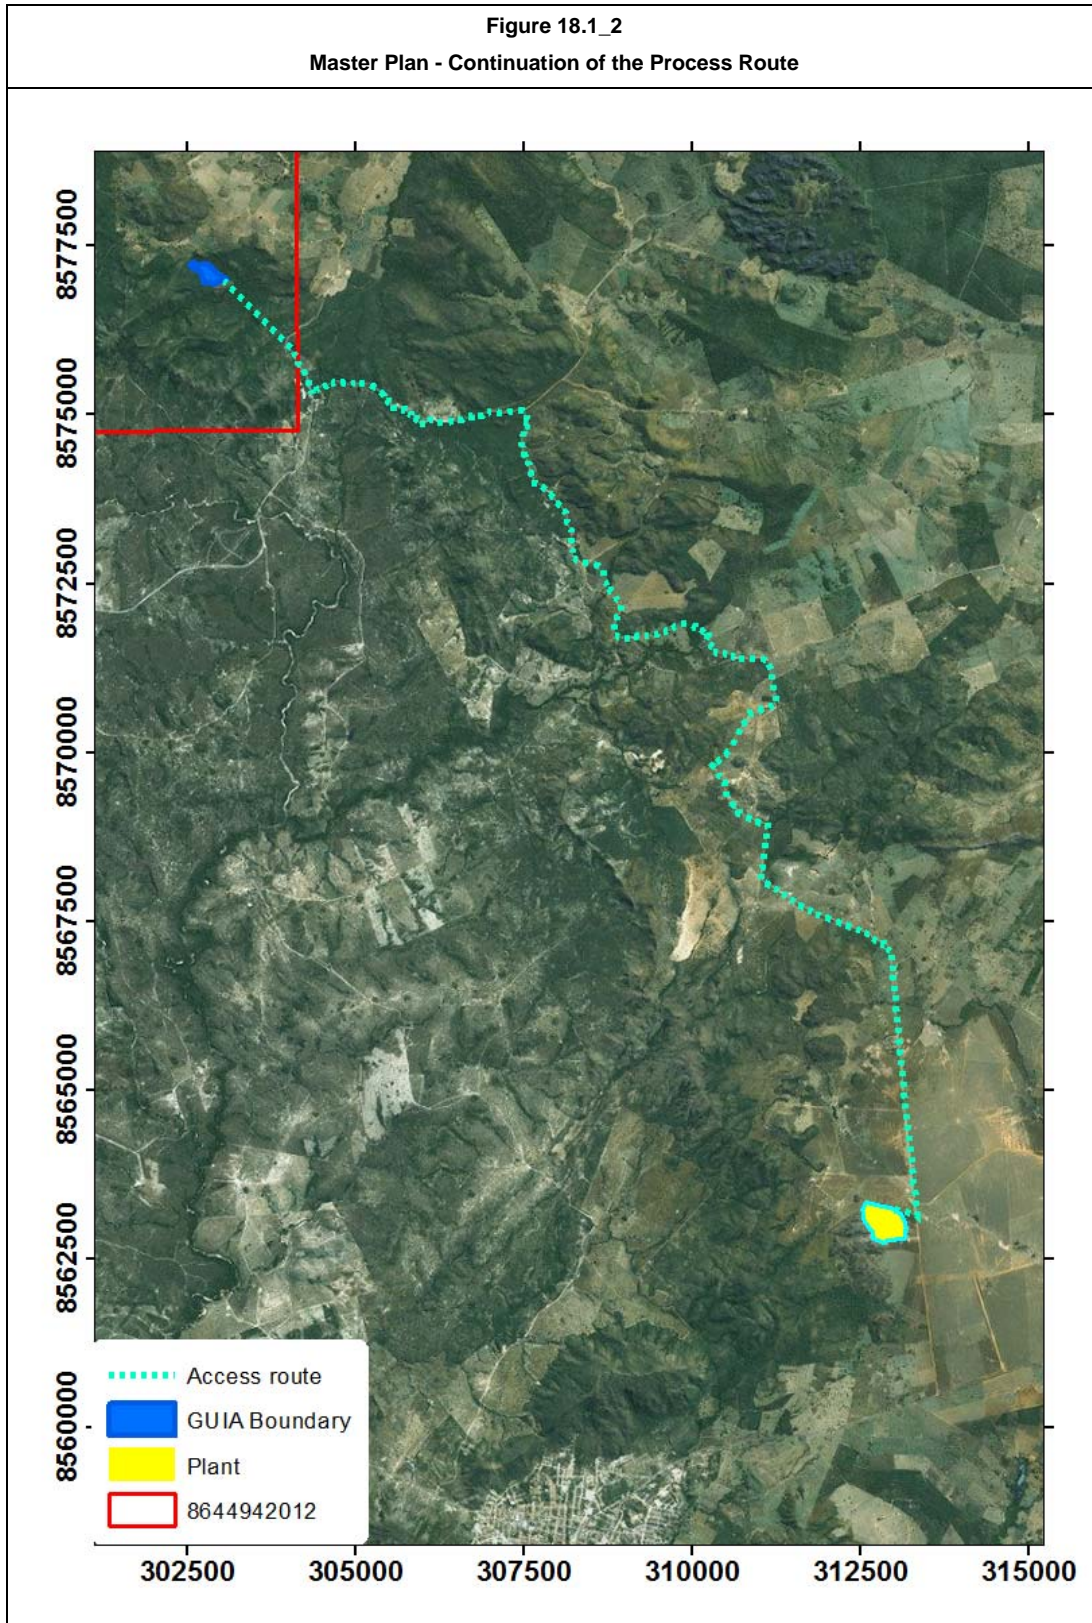 Figure 18.1_2
Master Plan - Continuation of the Process Route
8577500
8575000
8572500
8570000
8567500
8565000
8562500
8560000
Access route
GUIA Boundary
Plant
8644942012
302500 305000 307500 310000 312500 315000